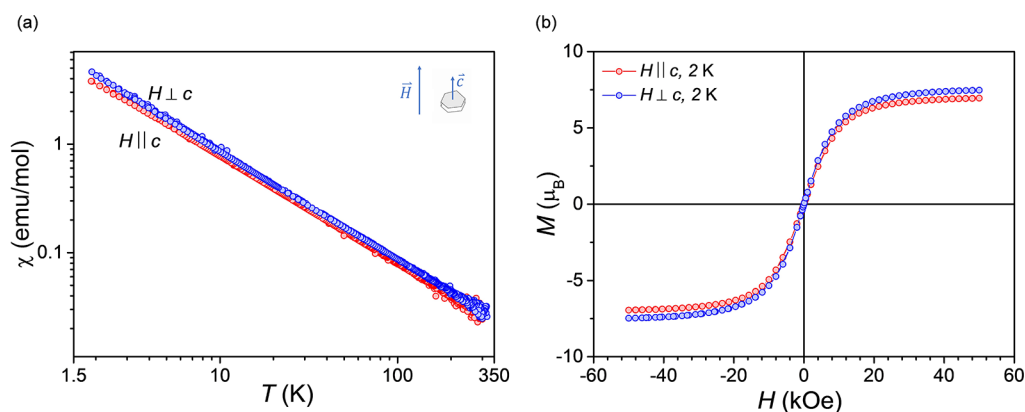 (a)
χ (emu/mol)
1
0.1
H ⊥ c
H || c
H⃗
c⃗
1.5
10
100
350
T (K)
(b)
M (μB)
10
5
0
-5
-10
H || c, 2 K
H ⊥ c, 2 K
-60
-40
-20
0
20
40
60
H (kOe)